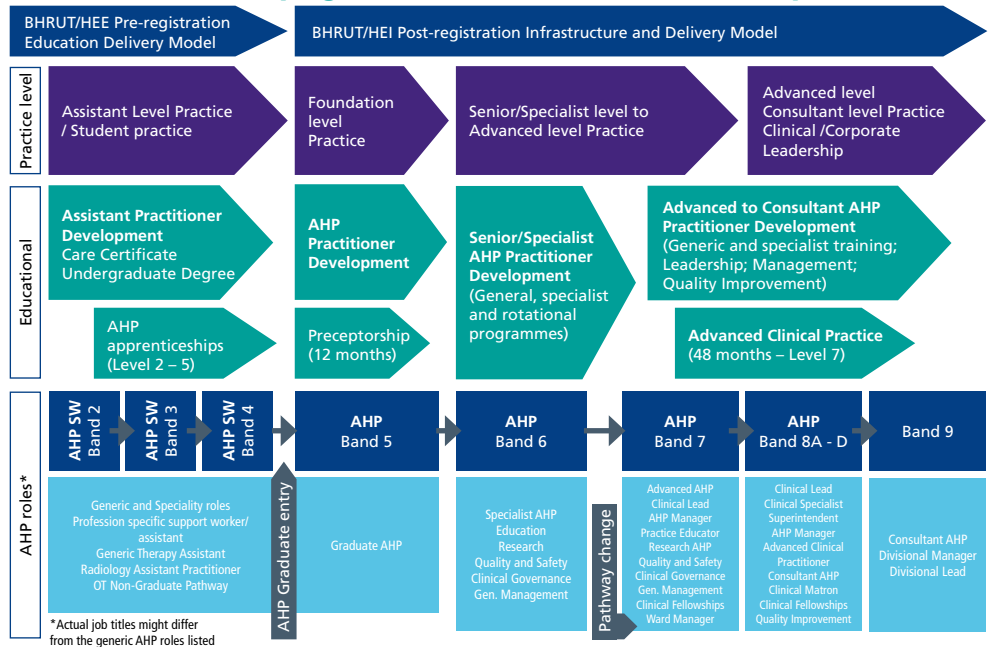 BHRUT/HEE Pre-registration
Education Delivery Model
BHRUT/HEI Post-registration Infrastructure and Delivery Model
Practice level
Assistant Level Practice
/ Student practice
Foundation
level
Practice
Senior/Specialist level to
Advanced level Practice
Advanced level
Consultant level Practice
Clinical /Corporate
Leadership
Educational
Assistant Practitioner
Development
Care Certificate
Undergraduate Degree
AHP
Practitioner
Development
Senior/Specialist
AHP Practitioner
Development
(General, specialist
and rotational
programmes)
Advanced to Consultant AHP
Practitioner Development
(Generic and specialist training;
Leadership; Management;
Quality Improvement)
AHP
apprenticeships
(Level 2 – 5)
Preceptorship
(12 months)
Advanced Clinical Practice
(48 months – Level 7)
AHP roles*
AHP SW
Band 2
AHP SW
Band 3
AHP SW
Band 4
AHP
Band 5
AHP
Band 6
AHP
Band 7
AHP
Band 8A - D
Band 9
Generic and Speciality roles
Profession specific support worker/
assistant
Generic Therapy Assistant
Radiology Assistant Practitioner
OT Non-Graduate Pathway
AHP Graduate entry
Graduate AHP
Specialist AHP
Education
Research
Quality and Safety
Clinical Governance
Gen. Management
Pathway change
Advanced AHP
Clinical Lead
AHP Manager
Practice Educator
Research AHP
Quality and Safety
Clinical Governance
Gen. Management
Clinical Fellowships
Ward Manager
Clinical Lead
Clinical Specialist
Superintendent
AHP Manager
Advanced Clinical
Practitioner
Consultant AHP
Clinical Matron
Clinical Fellowships
Quality Improvement
Consultant AHP
Divisional Manager
Divisional Lead
*Actual job titles might differ
from the generic AHP roles listed